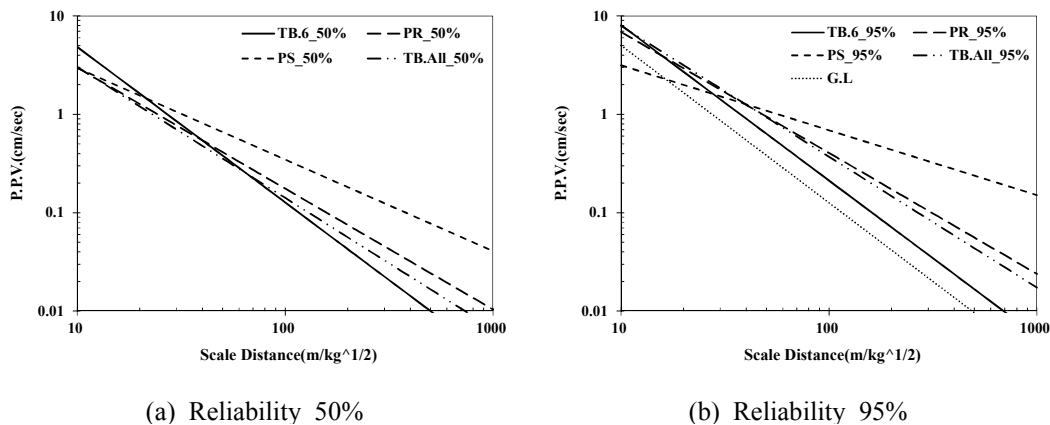 10
1
0.1
0.01
P.P.V.(cm/sec)
TB.6_50% PR_50%
PS_50% TB.All_50%
10 100 1000
Scale Distance(m/kg^1/2)
(a) Reliability 50%
10
1
0.1
0.01
P.P.V.(cm/sec)
TB.6_95% PR_95%
PS_95% TB.All_95%
G.L
10 100 1000
Scale Distance(m/kg^1/2)
(b) Reliability 95%